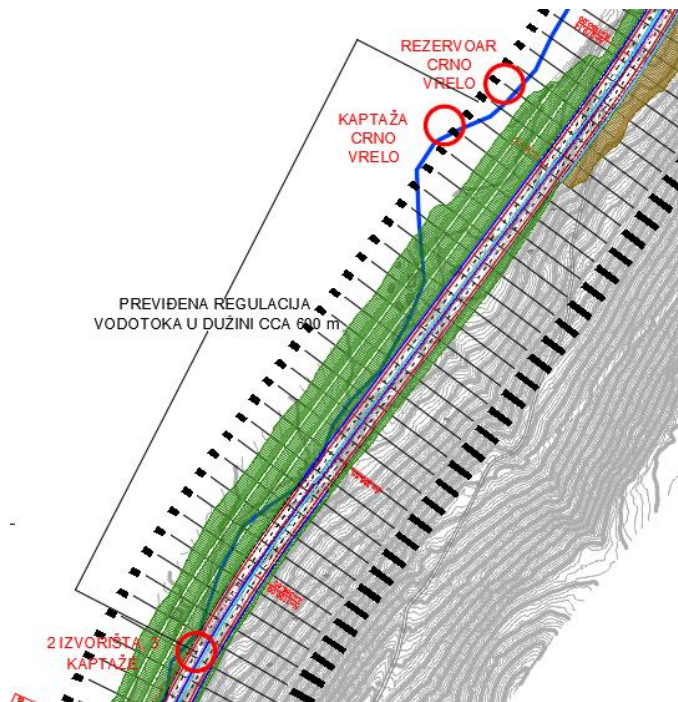 REZERVOAR
CRNO
VRELO
KAPTAŽA
CRNO
VRELO
PREVIĐENA REGULACIJA
VODOTOKA U DUŽINI CCA 600 m
2 IZVORIŠTA, 3
KAPTAŽE